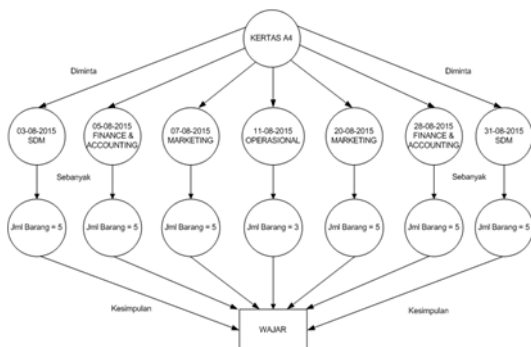 KERTAS A4
Diminta
Diminta
03-08-2015
SDM
05-08-2015
FINANCE &
ACCOUNTING
07-08-2015
MARKETING
11-08-2015
OPERASIONAL
20-08-2015
MARKETING
28-08-2015
FINANCE &
ACCOUNTING
31-08-2015
SDM
Sebanyak
Sebanyak
Jml Barang = 5
Jml Barang = 5
Jml Barang = 5
Jml Barang = 3
Jml Barang = 5
Jml Barang = 5
Jml Barang = 5
Kesimpulan
Kesimpulan
WAJAR